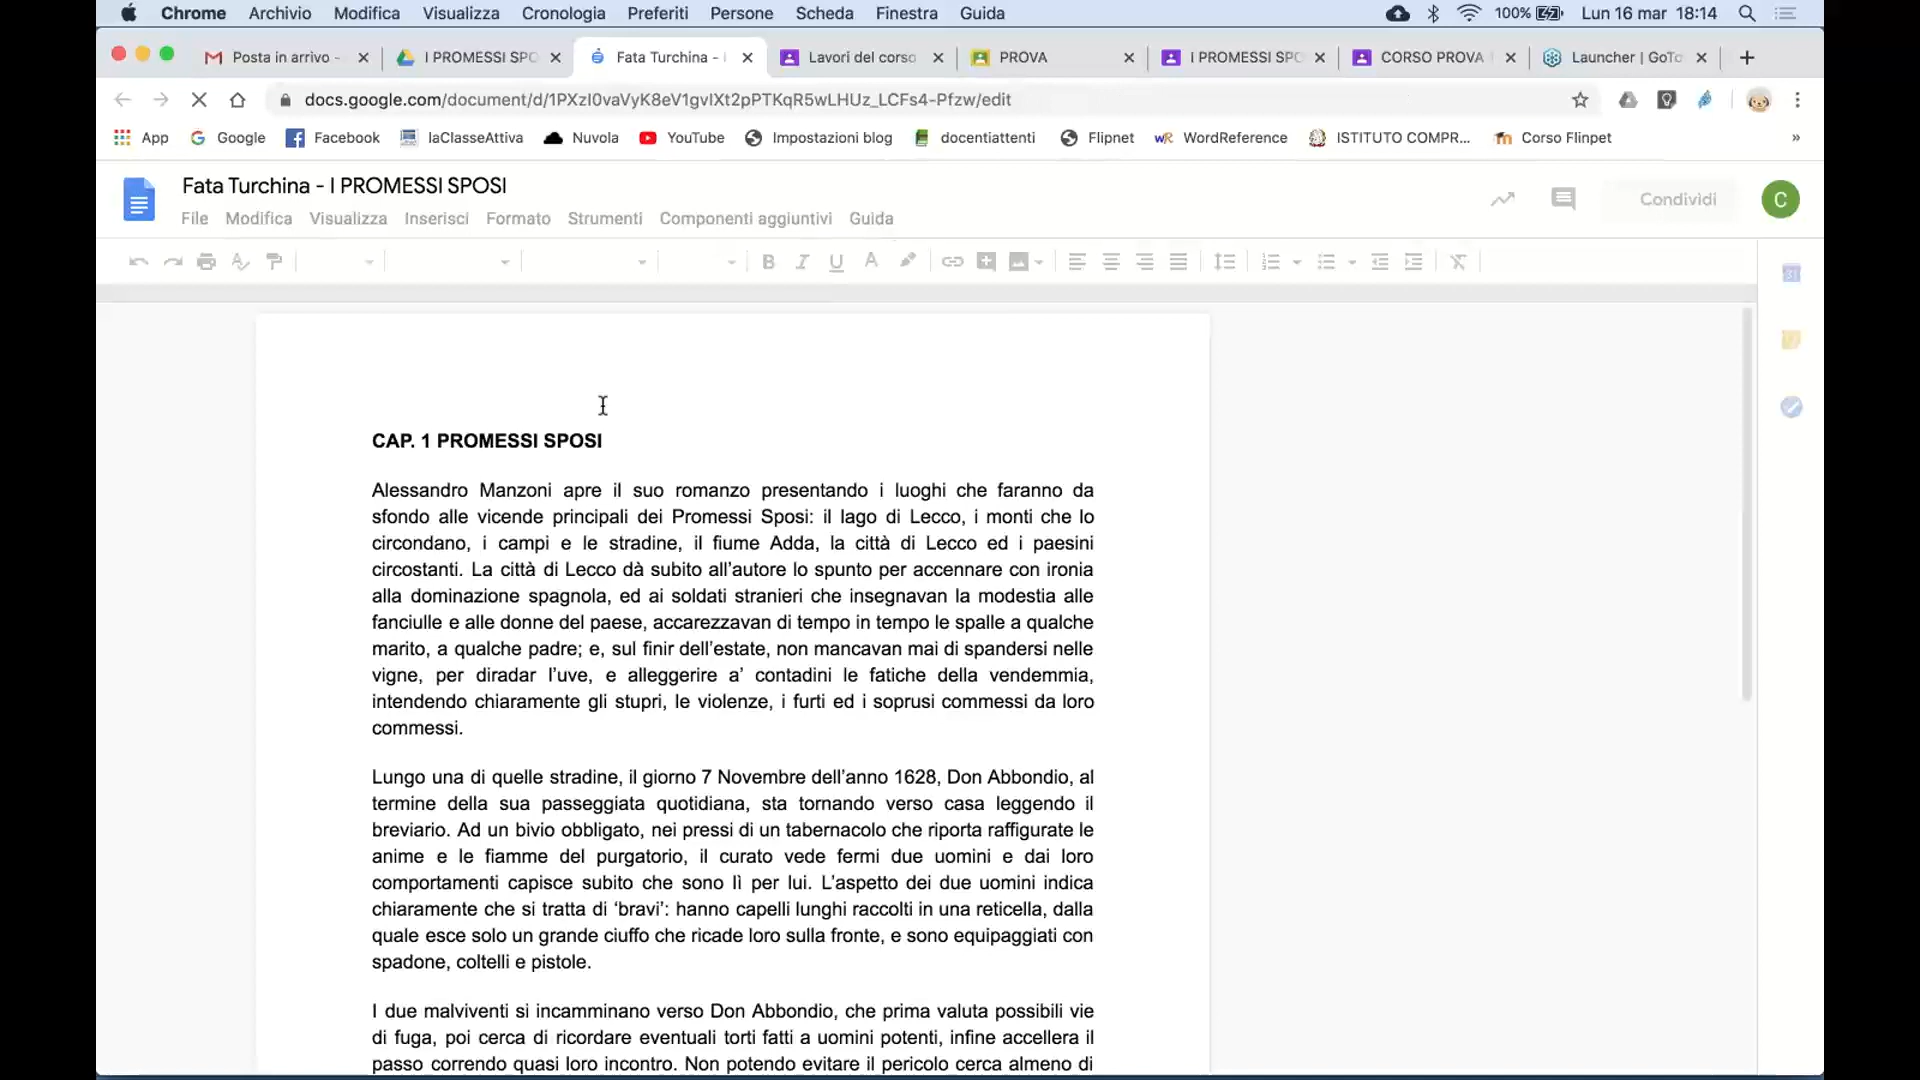 Chrome Archivio Modifica Visualizza Cronologia Preferiti Persone Scheda Finestra Guida 100% Lun 16 mar 18:14
Posta in arrivo - I PROMESSI SPO Fata Turchina - I Lavori del corso PROVA I PROMESSI SPO CORSO PROVA Launcher | GoTo
docs.google.com/document/d/1PXzI0vaVyK8eV1gvIXt2pPTKqR5wLHUz_LCFs4-Pfzw/edit
App Google Facebook laClasseAttiva Nuvola YouTube Impostazioni blog docentiattenti Flipnet WordReference ISTITUTO COMPR... Corso Flinpet »
Fata Turchina - I PROMESSI SPOSI
File Modifica Visualizza Inserisci Formato Strumenti Componenti aggiuntivi Guida
Condividi C
CAP. 1 PROMESSI SPOSI
Alessandro Manzoni apre il suo romanzo presentando i luoghi che faranno da
sfondo alle vicende principali dei Promessi Sposi: il lago di Lecco, i monti che lo
circondano, i campi e le stradine, il fiume Adda, la città di Lecco ed i paesini
circostanti. La città di Lecco dà subito all’autore lo spunto per accennare con ironia
alla dominazione spagnola, ed ai soldati stranieri che insegnavan la modestia alle
fanciulle e alle donne del paese, accarezzavan di tempo in tempo le spalle a qualche
marito, a qualche padre; e, sul finir dell’estate, non mancavan mai di spandersi nelle
vigne, per diradar l’uve, e alleggerire a’ contadini le fatiche della vendemmia,
intendendo chiaramente gli stupri, le violenze, i furti ed i soprusi commessi da loro
commessi.
Lungo una di quelle stradine, il giorno 7 Novembre dell’anno 1628, Don Abbondio, al
termine della sua passeggiata quotidiana, sta tornando verso casa leggendo il
breviario. Ad un bivio obbligato, nei pressi di un tabernacolo che riporta raffigurate le
anime e le fiamme del purgatorio, il curato vede fermi due uomini e dai loro
comportamenti capisce subito che sono lì per lui. L’aspetto dei due uomini indica
chiaramente che si tratta di ‘bravi’: hanno capelli lunghi raccolti in una reticella, dalla
quale esce solo un grande ciuffo che ricade loro sulla fronte, e sono equipaggiati con
spadone, coltelli e pistole.
I due malviventi si incamminano verso Don Abbondio, che prima valuta possibili vie
di fuga, poi cerca di ricordare eventuali torti fatti a uomini potenti, infine accellera il
passo correndo quasi loro incontro. Non potendo evitare il pericolo cerca almeno di